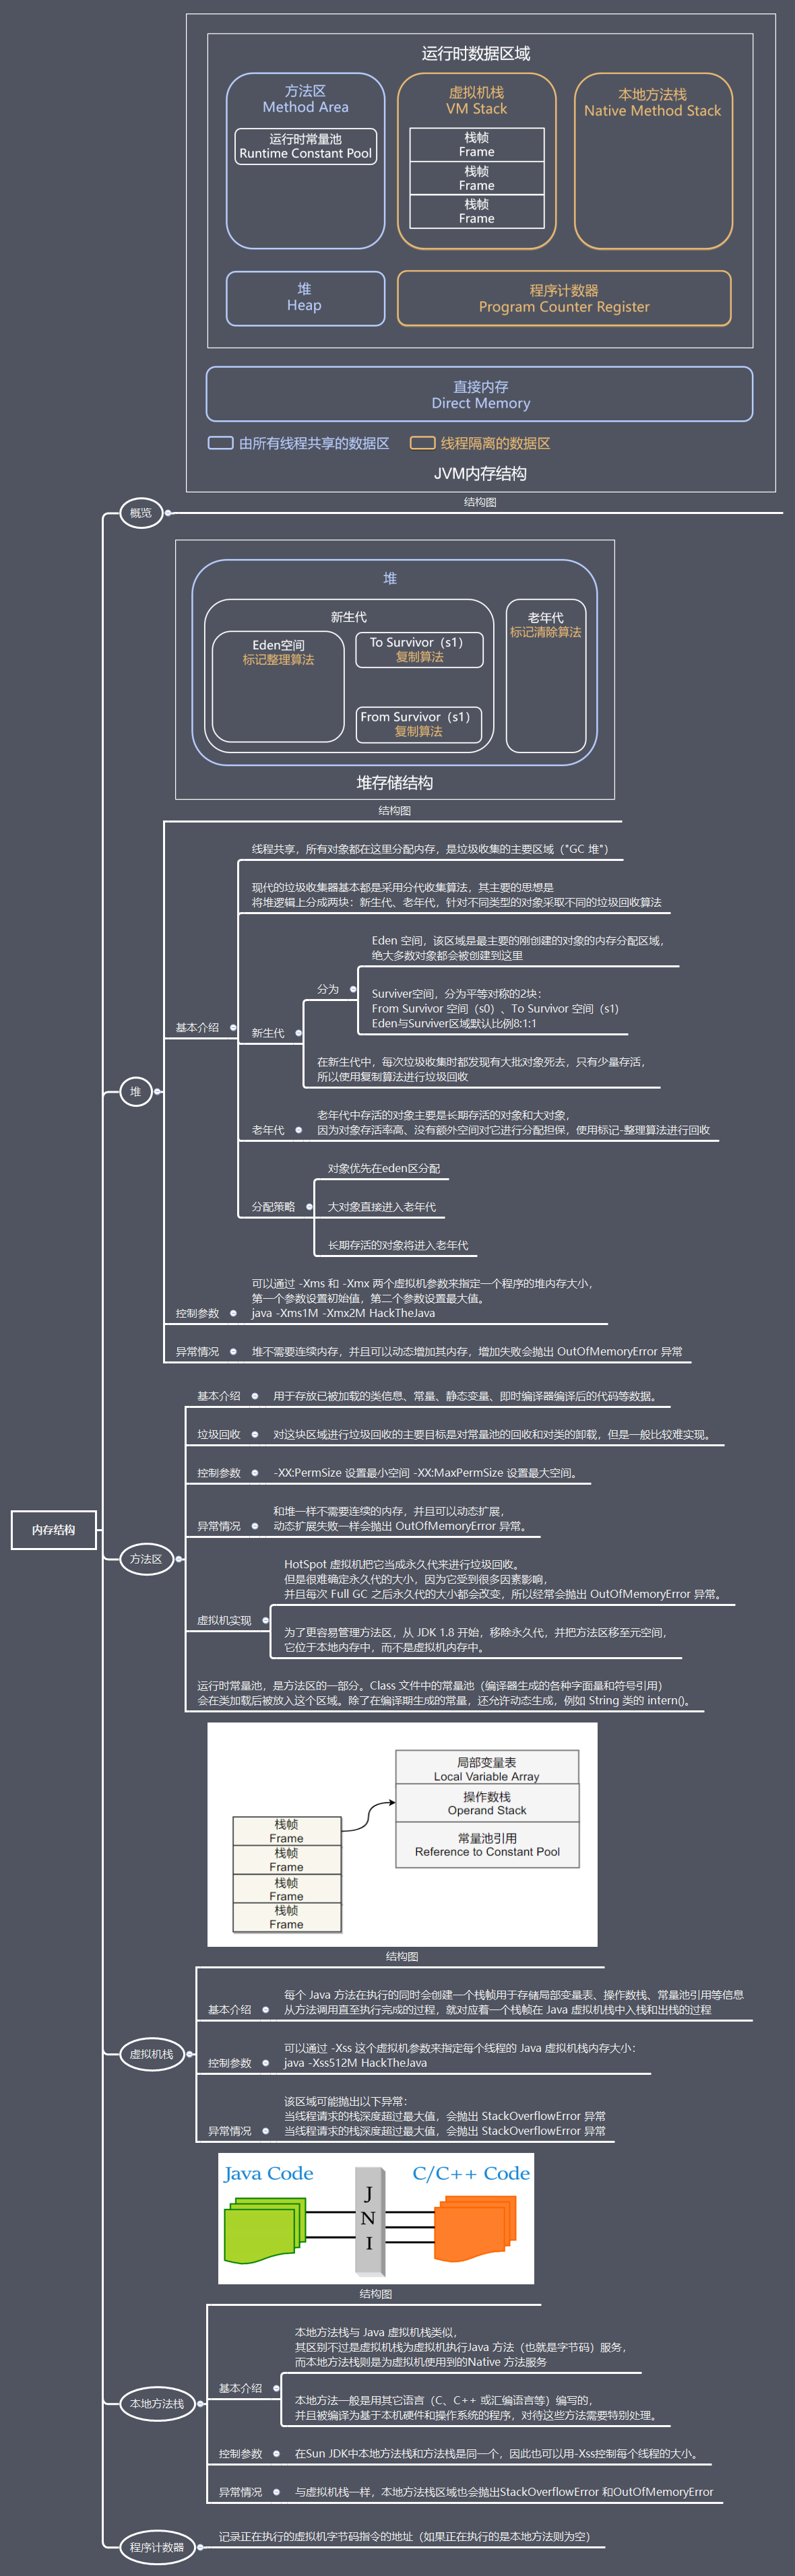 运行时数据区域
方法区
Method Area
运行时常量池
Runtime Constant Pool
虚拟机栈
VM Stack
栈帧
Frame
栈帧
Frame
栈帧
Frame
本地方法栈
Native Method Stack
堆
Heap
程序计数器
Program Counter Register
直接内存
Direct Memory
由所有线程共享的数据区
线程隔离的数据区
JVM内存结构
结构图
概览
堆
新生代
Eden空间
标记整理算法
To Survivor（s1）
复制算法
From Survivor（s1）
复制算法
老年代
标记清除算法
堆存储结构
结构图
堆
基本介绍
线程共享，所有对象都在这里分配内存，是垃圾收集的主要区域（"GC 堆"）
现代的垃圾收集器基本都是采用分代收集算法，其主要的思想是
将堆逻辑上分成两块：新生代、老年代，针对不同类型的对象采取不同的垃圾回收算法
新生代
分为
Eden 空间，该区域是最主要的刚创建的对象的内存分配区域，
绝大多数对象都会被创建到这里
Surviver空间，分为平等对称的2块：
From Survivor 空间（s0）、To Survivor 空间（s1)
Eden与Surviver区域默认比例8:1:1
在新生代中，每次垃圾收集时都发现有大批对象死去，只有少量存活，
所以使用复制算法进行垃圾回收
老年代
老年代中存活的对象主要是长期存活的对象和大对象，
因为对象存活率高、没有额外空间对它进行分配担保，使用标记-整理算法进行回收
分配策略
对象优先在eden区分配
大对象直接进入老年代
长期存活的对象将进入老年代
控制参数
可以通过 -Xms 和 -Xmx 两个虚拟机参数来指定一个程序的堆内存大小，
第一个参数设置初始值，第二个参数设置最大值。
java -Xms1M -Xmx2M HackTheJava
异常情况
堆不需要连续内存，并且可以动态增加其内存，增加失败会抛出 OutOfMemoryError 异常
内存结构
方法区
基本介绍
用于存放已被加载的类信息、常量、静态变量、即时编译器编译后的代码等数据。
垃圾回收
对这块区域进行垃圾回收的主要目标是对常量池的回收和对类的卸载，但是一般比较难实现。
控制参数
-XX:PermSize 设置最小空间 -XX:MaxPermSize 设置最大空间。
异常情况
和堆一样不需要连续的内存，并且可以动态扩展，
动态扩展失败一样会抛出 OutOfMemoryError 异常。
虚拟机实现
HotSpot 虚拟机把它当成永久代来进行垃圾回收。
但是很难确定永久代的大小，因为它受到很多因素影响，
并且每次 Full GC 之后永久代的大小都会改变，所以经常会抛出 OutOfMemoryError 异常。
为了更容易管理方法区，从 JDK 1.8 开始，移除永久代，并把方法区移至元空间，
它位于本地内存中，而不是虚拟机内存中。
运行时常量池，是方法区的一部分。Class 文件中的常量池（编译器生成的各种字面量和符号引用）
会在类加载后被放入这个区域。除了在编译期生成的常量，还允许动态生成，例如 String 类的 intern()。
局部变量表
Local Variable Array
操作数栈
Operand Stack
常量池引用
Reference to Constant Pool
栈帧
Frame
栈帧
Frame
栈帧
Frame
栈帧
Frame
结构图
虚拟机栈
基本介绍
每个 Java 方法在执行的同时会创建一个栈帧用于存储局部变量表、操作数栈、常量池引用等信息
从方法调用直至执行完成的过程，就对应着一个栈帧在 Java 虚拟机栈中入栈和出栈的过程
控制参数
可以通过 -Xss 这个虚拟机参数来指定每个线程的 Java 虚拟机栈内存大小：
java -Xss512M HackTheJava
异常情况
该区域可能抛出以下异常：
当线程请求的栈深度超过最大值，会抛出 StackOverflowError 异常
当线程请求的栈深度超过最大值，会抛出 StackOverflowError 异常
Java Code
J
N
I
C/C++ Code
结构图
本地方法栈
基本介绍
本地方法栈与 Java 虚拟机栈类似，
其区别不过是虚拟机栈为虚拟机执行Java 方法（也就是字节码）服务，
而本地方法栈则是为虚拟机使用到的Native 方法服务
本地方法一般是用其它语言（C、C++ 或汇编语言等）编写的，
并且被编译为基于本机硬件和操作系统的程序，对待这些方法需要特别处理。
控制参数
在Sun JDK中本地方法栈和方法栈是同一个，因此也可以用-Xss控制每个线程的大小。
异常情况
与虚拟机栈一样，本地方法栈区域也会抛出StackOverflowError 和OutOfMemoryError
程序计数器
记录正在执行的虚拟机字节码指令的地址（如果正在执行的是本地方法则为空）